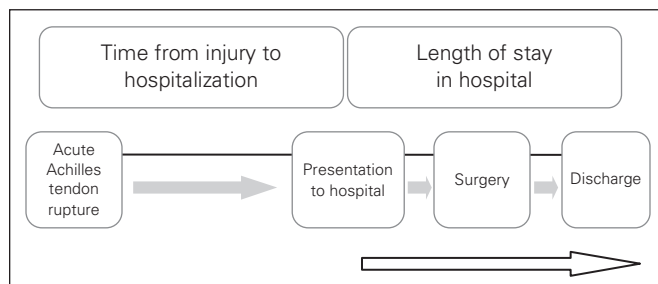 Time from injury to
hospitalization
Length of stay
in hospital
Acute
Achilles
tendon
rupture
Presentation
to hospital
Surgery
Discharge